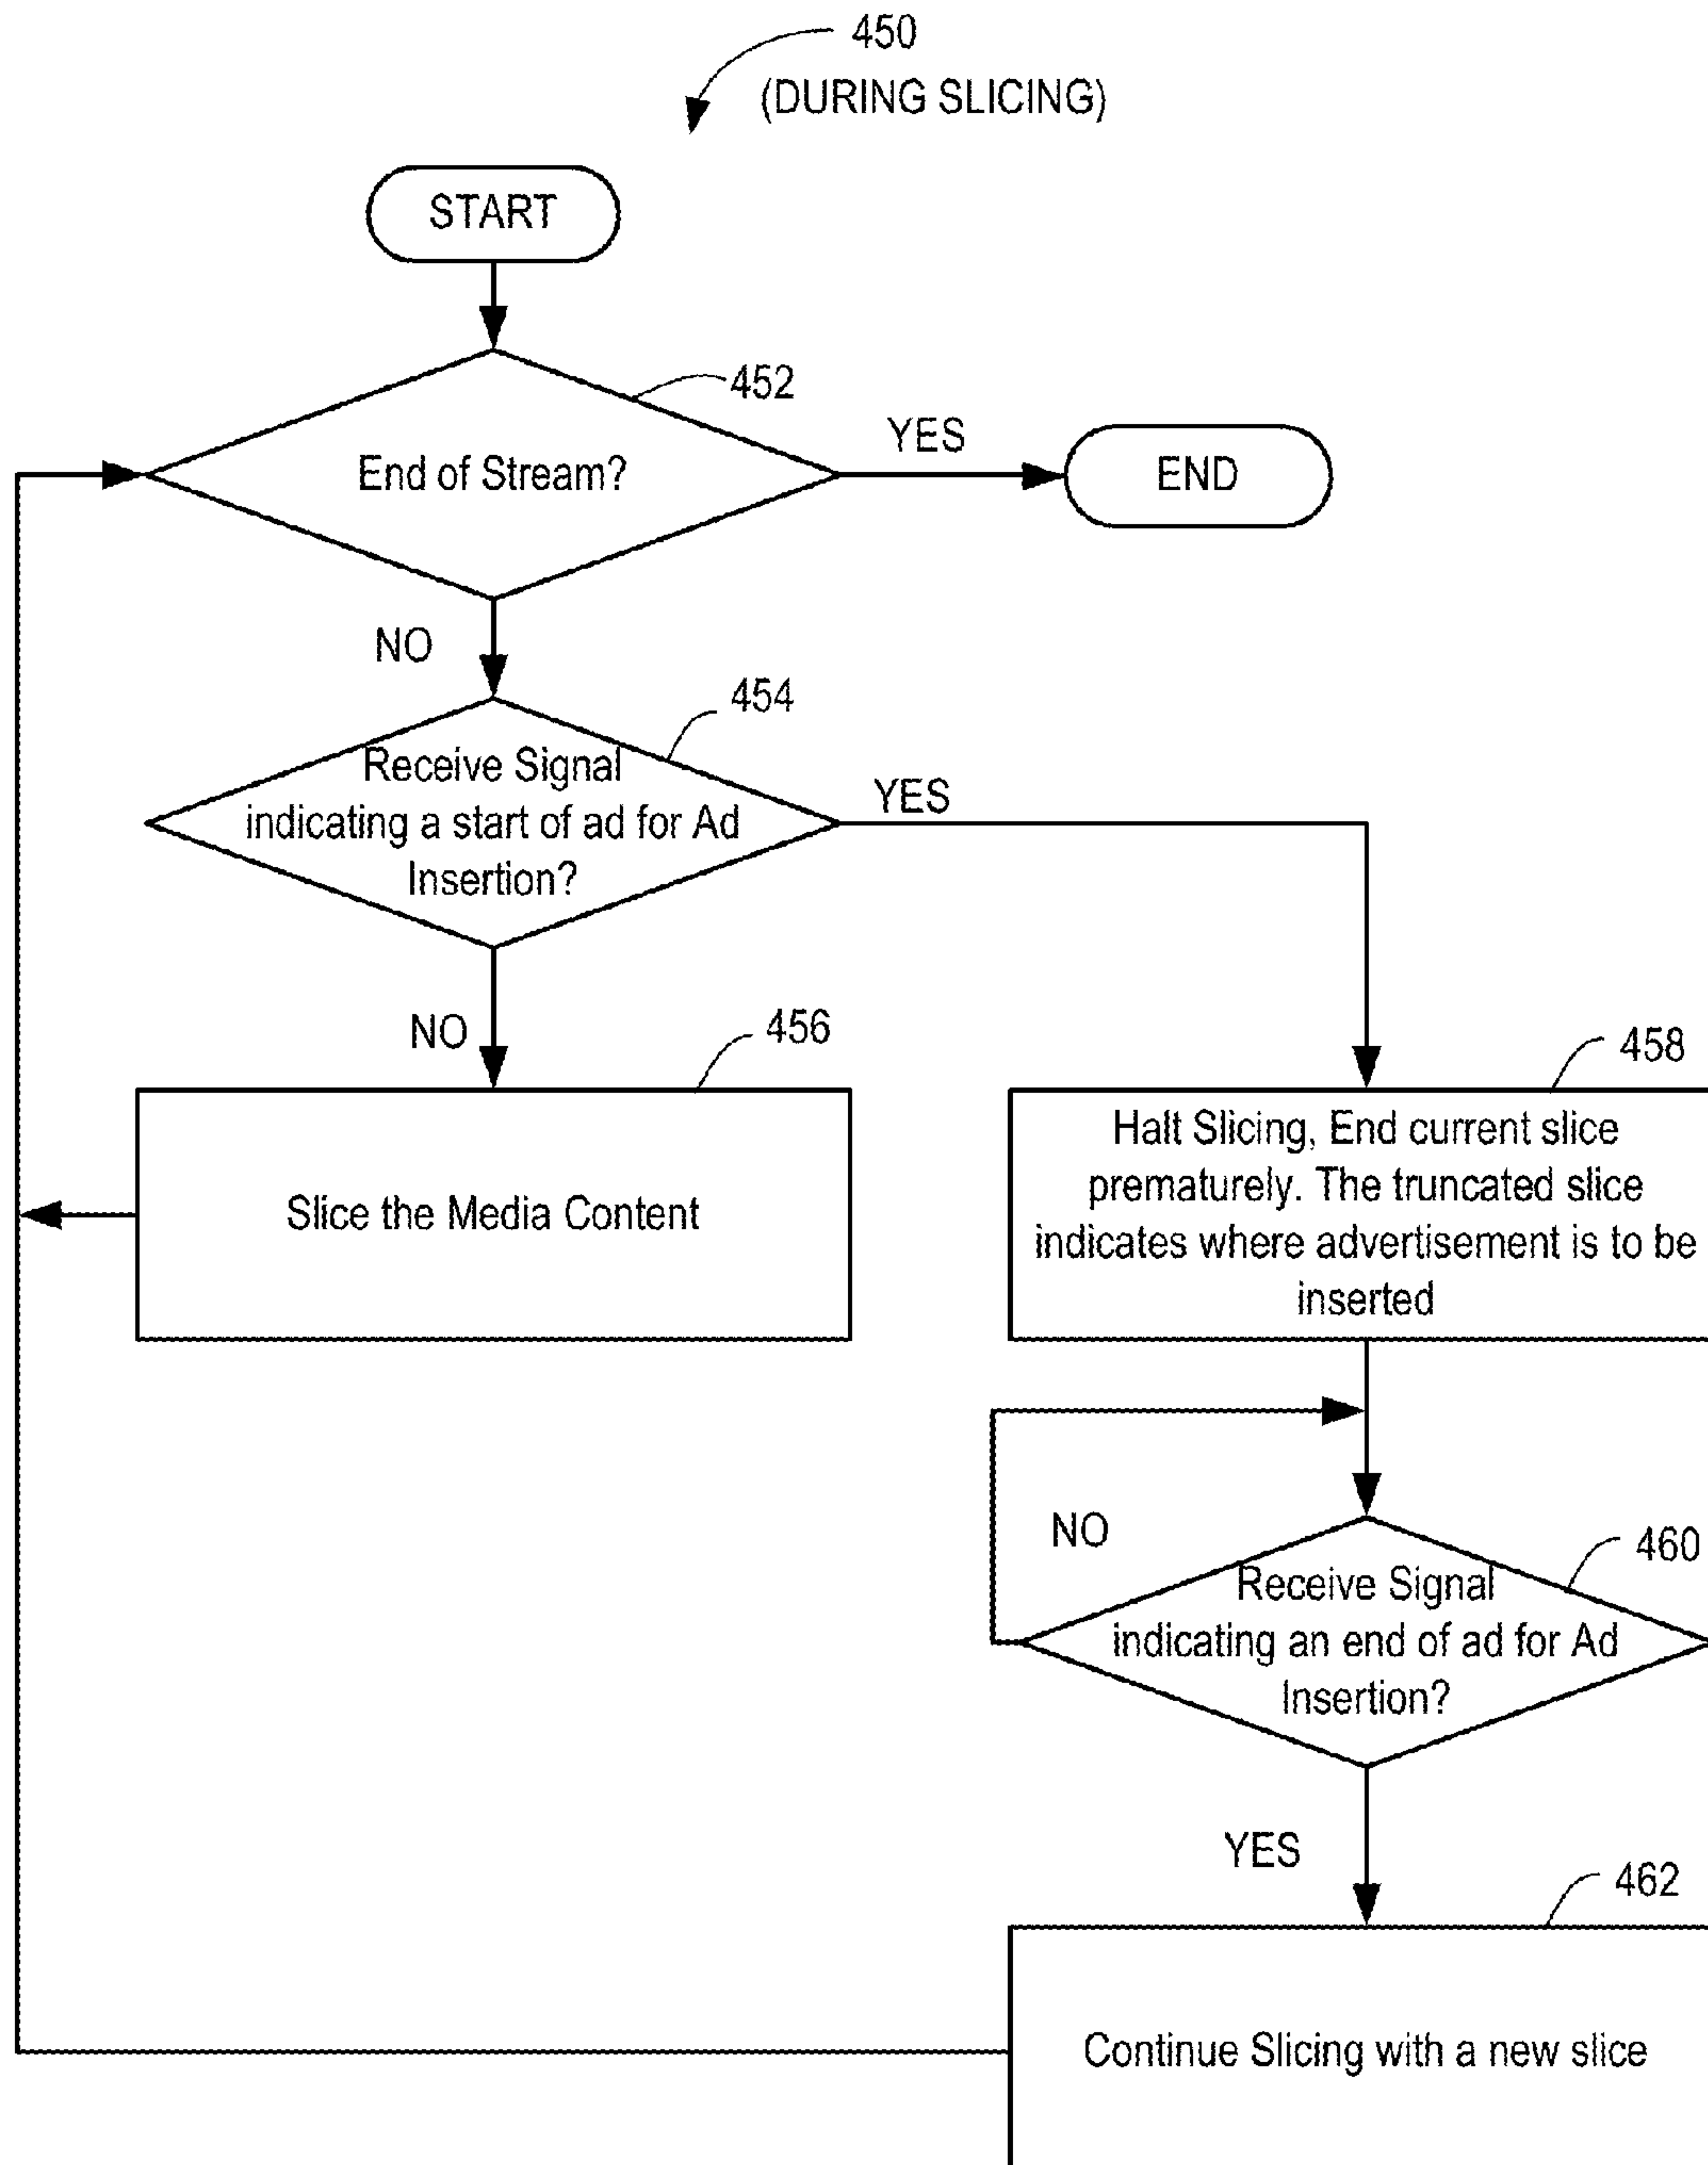 450
(DURING SLICING)
START
452
End of Stream?
YES
END
NO
454
Receive Signal
indicating a start of ad for Ad
Insertion?
YES
NO
456
Slice the Media Content
458
Halt Slicing, End current slice
prematurely. The truncated slice
indicates where advertisement is to be
inserted
NO
460
Receive Signal
indicating an end of ad for Ad
Insertion?
YES
462
Continue Slicing with a new slice